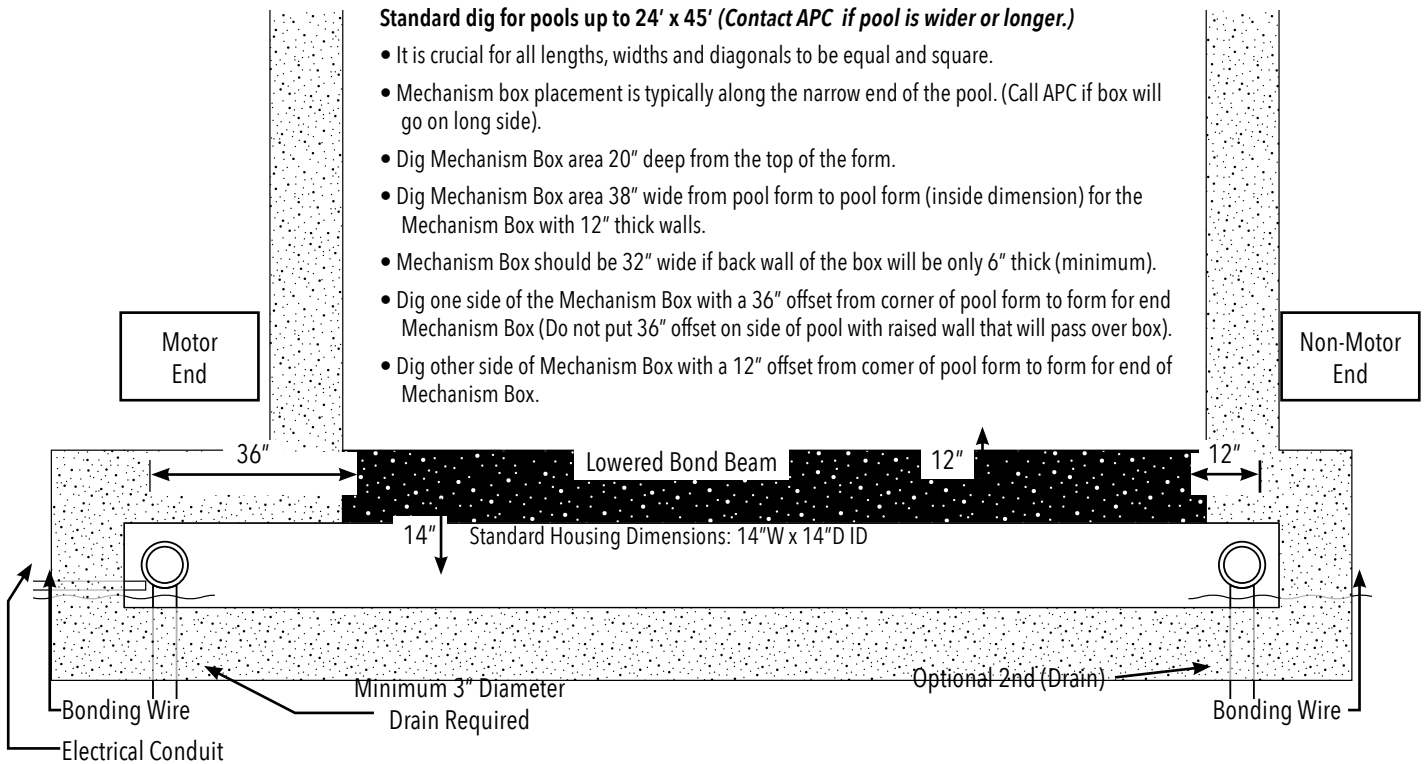 Standard dig for pools up to 24′ x 45′ (Contact APC if pool is wider or longer.)
• It is crucial for all lengths, widths and diagonals to be equal and square.
• Mechanism box placement is typically along the narrow end of the pool. (Call APC if box will
go on long side).
• Dig Mechanism Box area 20″ deep from the top of the form.
• Dig Mechanism Box area 38″ wide from pool form to pool form (inside dimension) for the
Mechanism Box with 12″ thick walls.
• Mechanism Box should be 32″ wide if back wall of the box will be only 6″ thick (minimum).
• Dig one side of the Mechanism Box with a 36″ offset from corner of pool form to form for end
Mechanism Box (Do not put 36″ offset on side of pool with raised wall that will pass over box).
• Dig other side of Mechanism Box with a 12″ offset from comer of pool form to form for end of
Mechanism Box.
Motor
End
Non-Motor
End
36″
Lowered Bond Beam
12″
12″
14″
Standard Housing Dimensions: 14″W x 14″D ID
Minimum 3″ Diameter
Drain Required
Optional 2nd (Drain)
Bonding Wire
Bonding Wire
Electrical Conduit